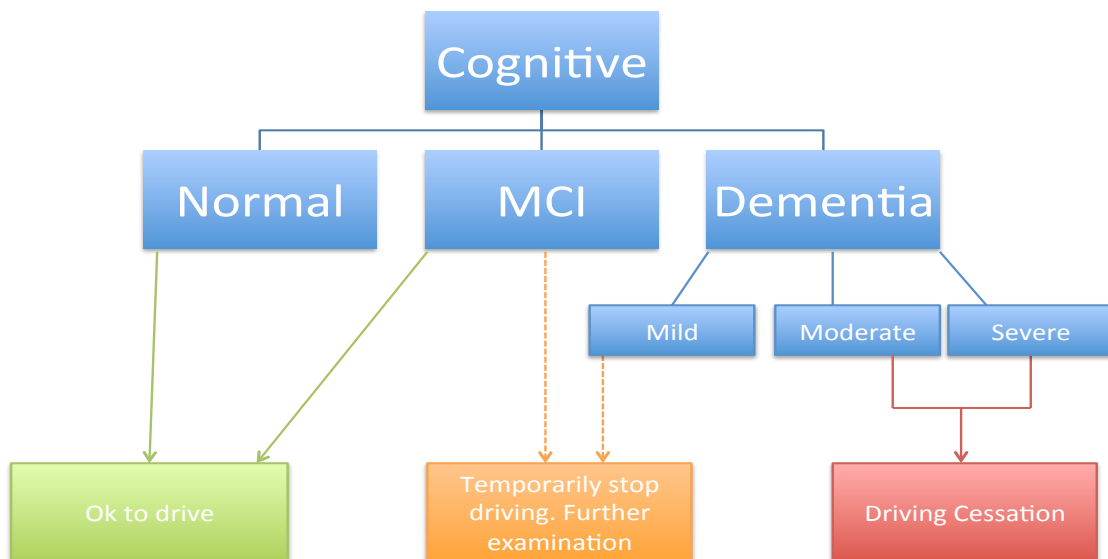 Cognitive
Normal
MCI
Dementia
Mild
Moderate
Severe
Ok to drive
Temporarily stop
driving. Further
examination
Driving Cessation